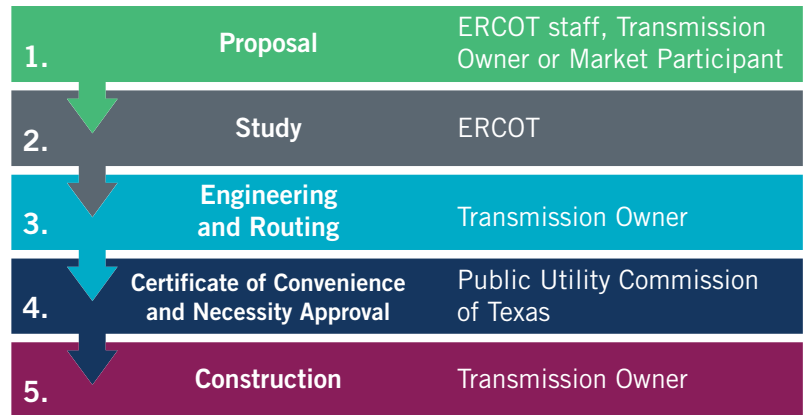 1.
Proposal
ERCOT staff, Transmission
Owner or Market Participant
2.
Study
ERCOT
3.
Engineering
and Routing
Transmission Owner
4.
Certificate of Convenience
and Necessity Approval
Public Utility Commission
of Texas
5.
Construction
Transmission Owner